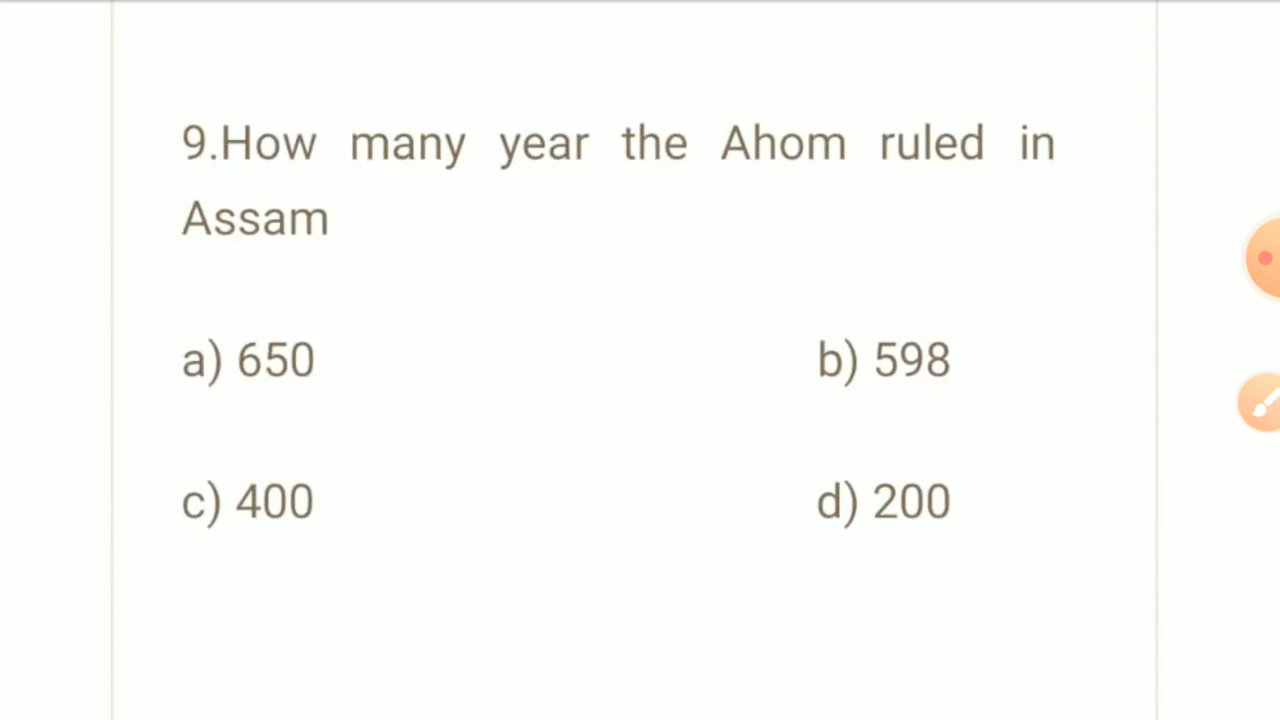 9.How many year the Ahom ruled in
Assam
a) 650 b) 598
c) 400 d) 200